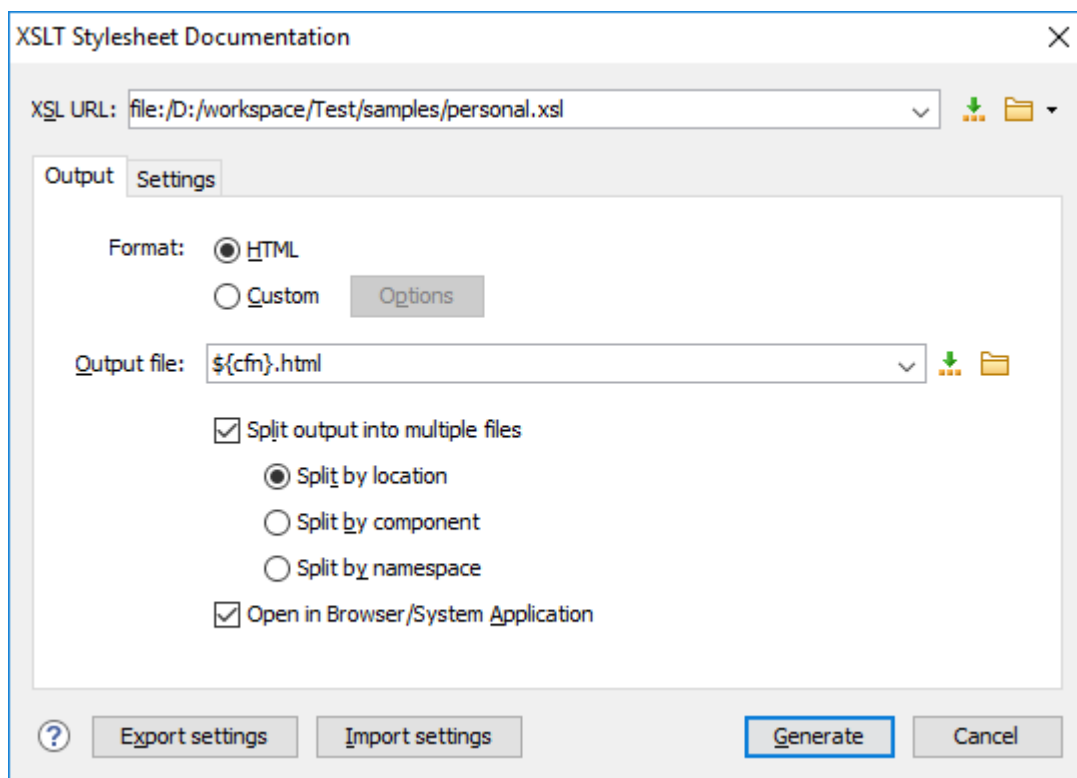 XSLT Stylesheet Documentation
XSL URL: file:/D:/workspace/Test/samples/personal.xsl
Output Settings
Format: HTML
Custom Options
Output file: ${cfn}.html
Split output into multiple files
Split by location
Split by component
Split by namespace
Open in Browser/System Application
? Export settings Import settings Generate Cancel